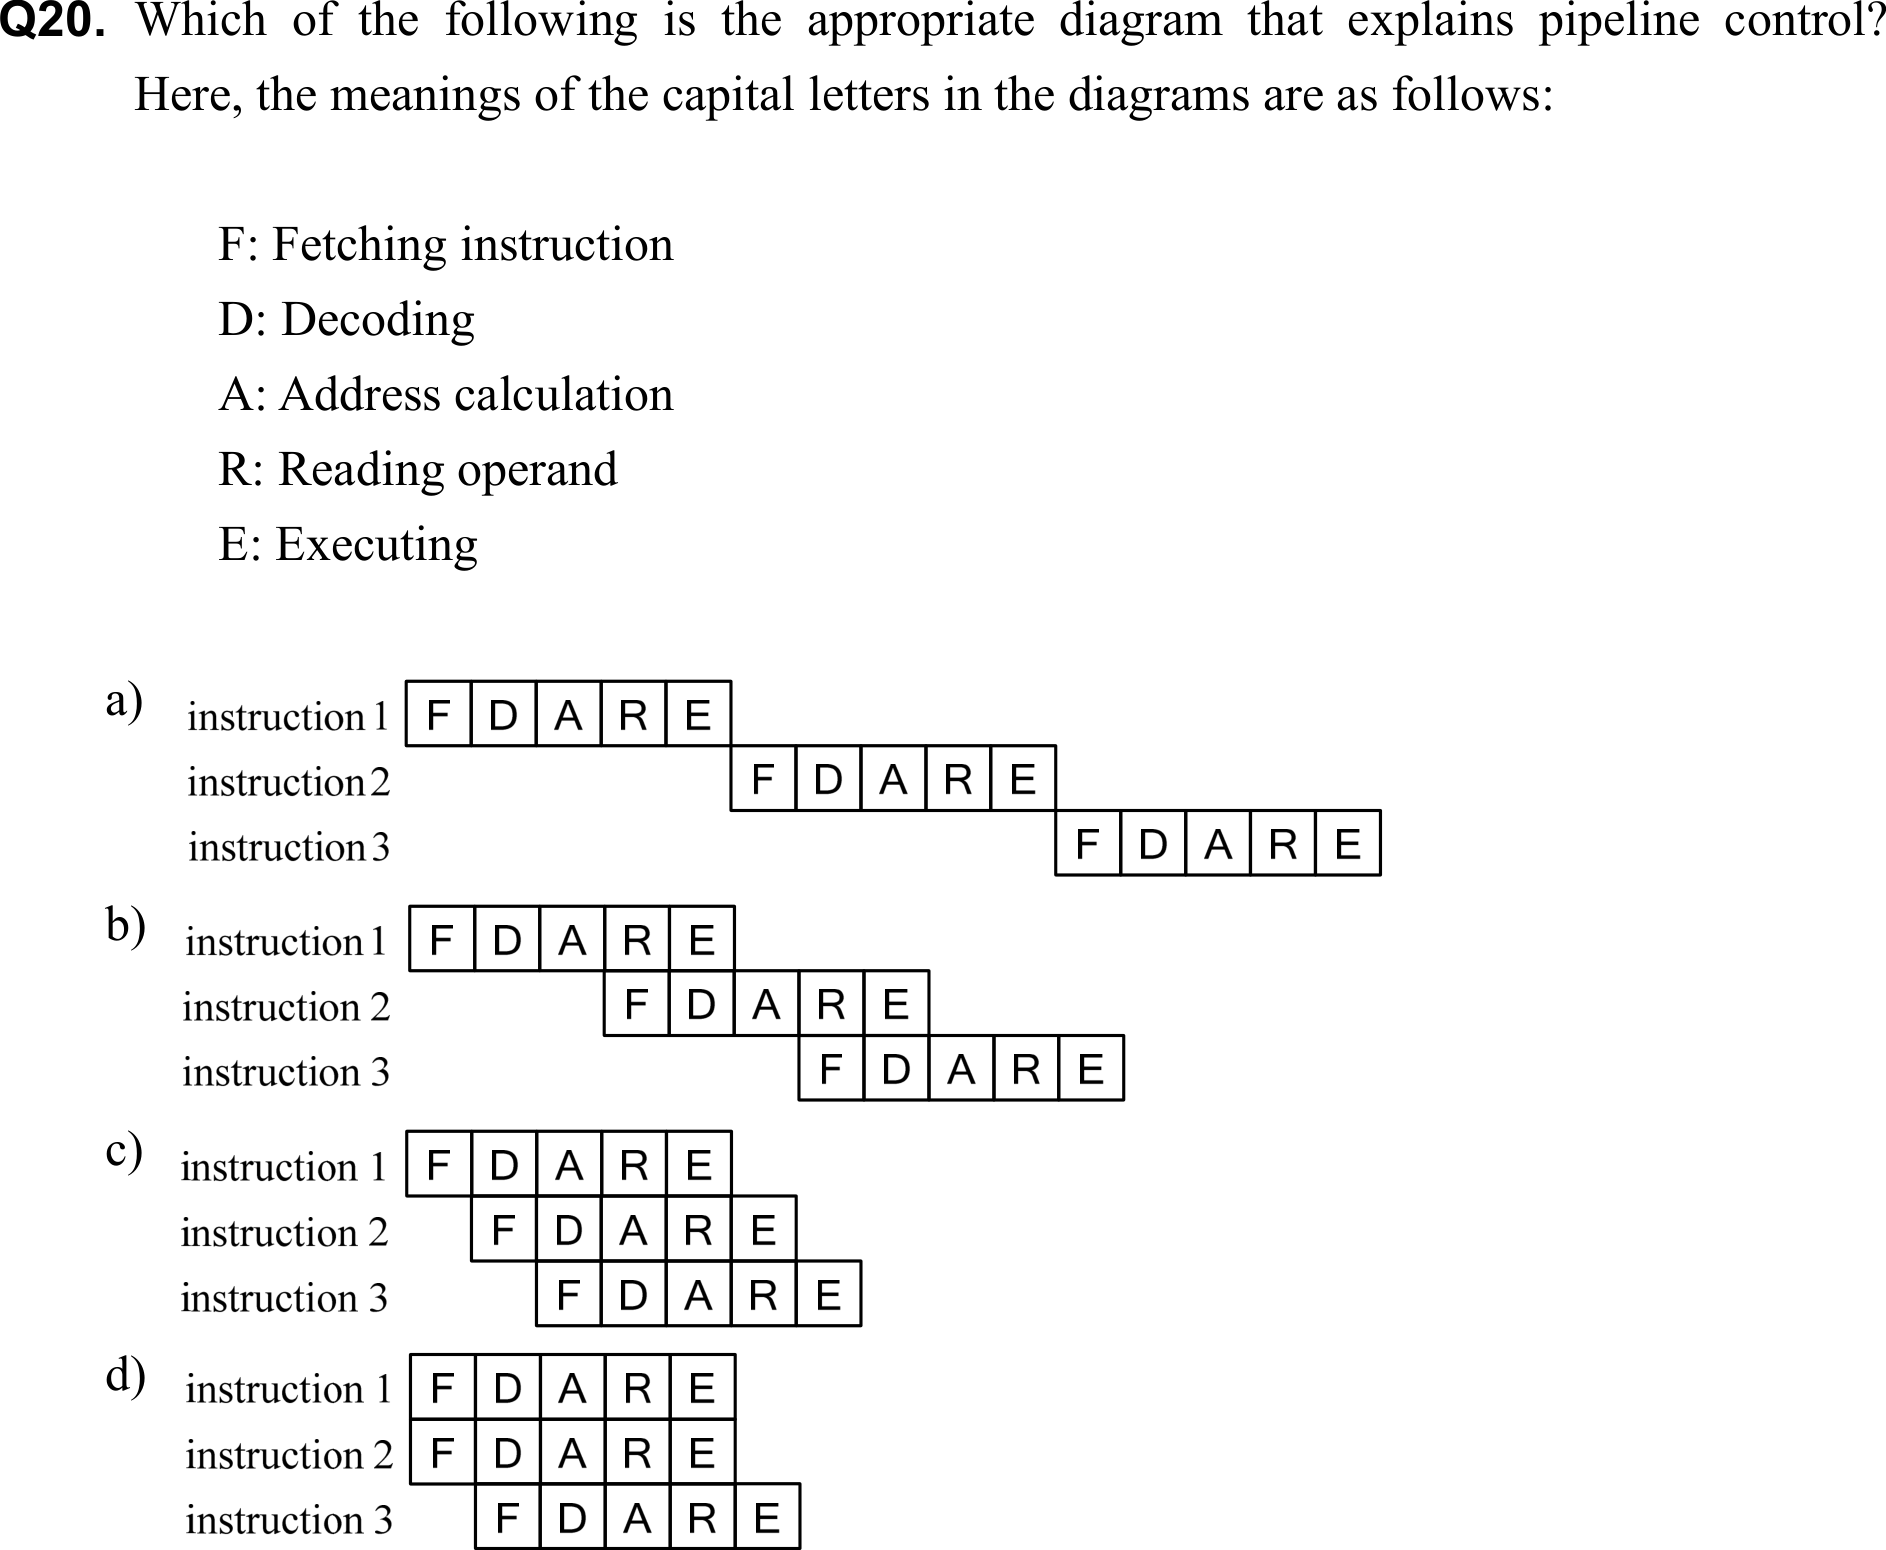 Q20. Which of the following is the appropriate diagram that explains pipeline control?
Here, the meanings of the capital letters in the diagrams are as follows:
F: Fetching instruction
D: Decoding
A: Address calculation
R: Reading operand
E: Executing
a) instruction 1 F D A R E
instruction 2 F D A R E
instruction 3 F D A R E
b) instruction 1 F D A R E
instruction 2 F D A R E
instruction 3 F D A R E
c) instruction 1 F D A R E
instruction 2 F D A R E
instruction 3 F D A R E
d) instruction 1 F D A R E
instruction 2 F D A R E
instruction 3 F D A R E